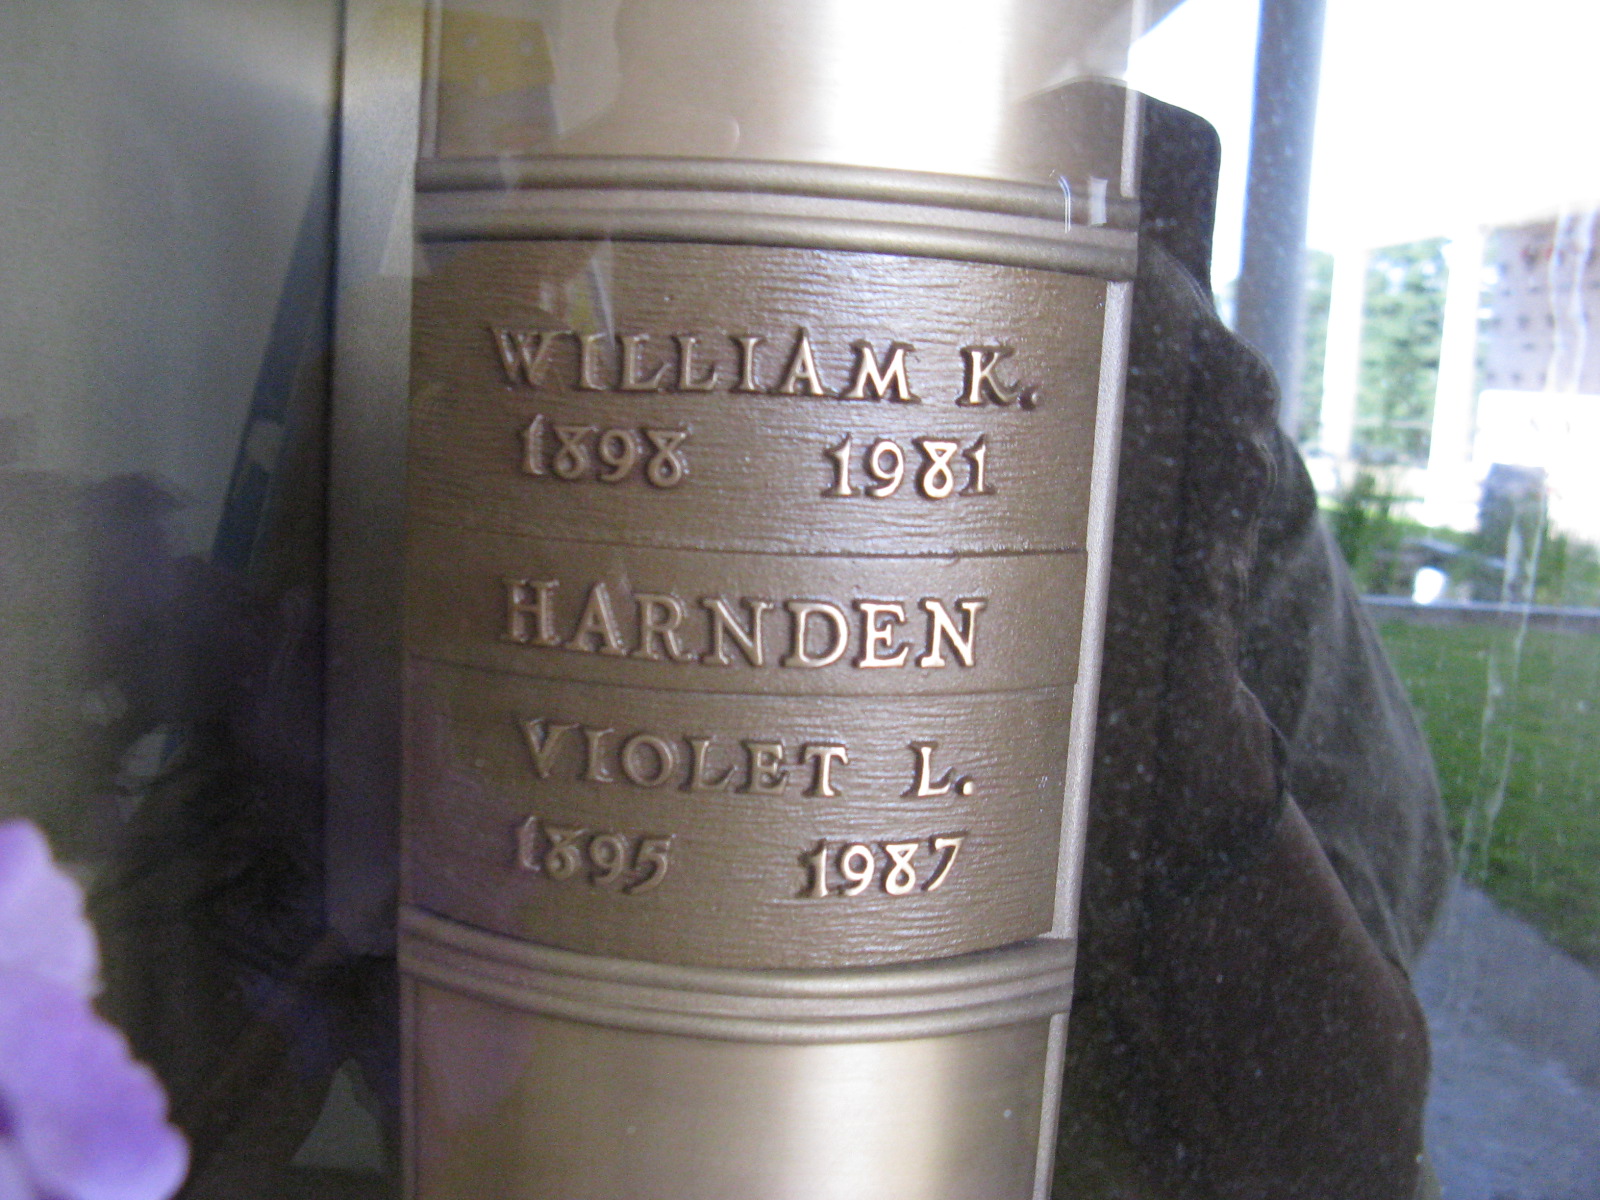 WILLIAM K.
1898 1981
HARNDEN
VIOLET L.
1895 1987